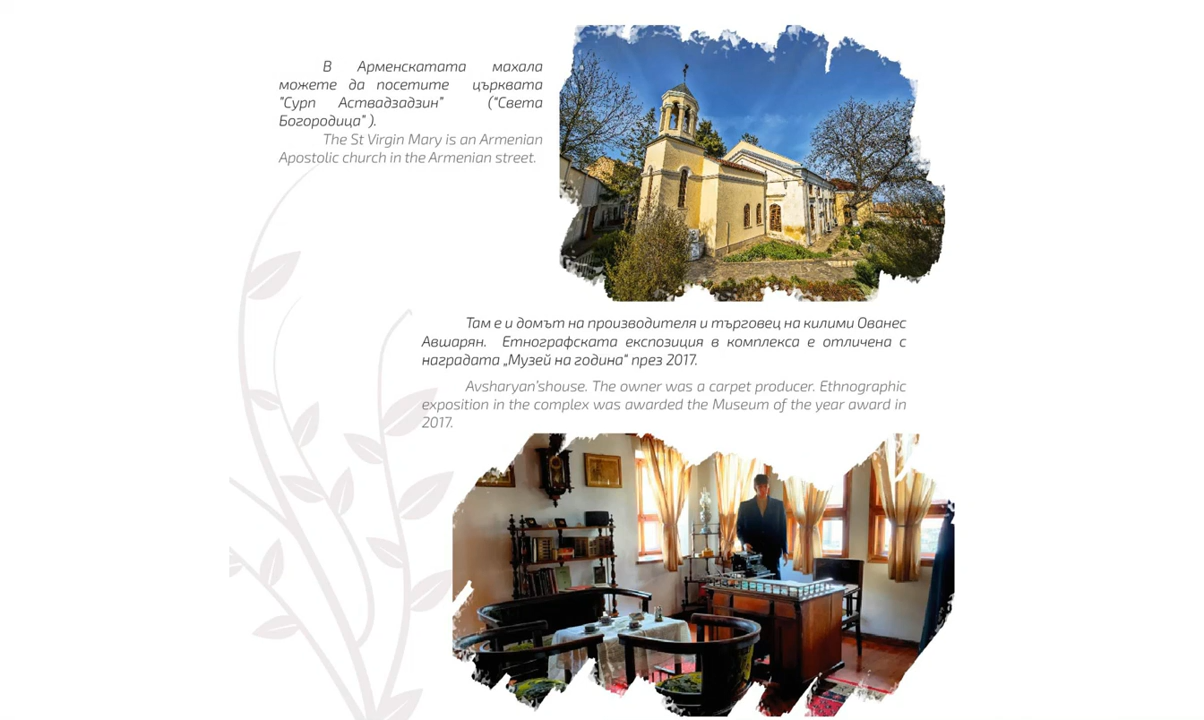 В Арменскатата махала
можете да посетите църквата
"Сурп Аствадзадзин" ("Света
Богородица" ).
The St Virgin Mary is an Armenian
Apostolic church in the Armenian street.
Там е и домът на производителя и търговец на килими Ованес
Авшарян. Етнографската експозиция в комплекса е отличена с
наградата „Музей на година" през 2017.
Avsharyan'shouse. The owner was a carpet producer. Ethnographic
exposition in the complex was awarded the Museum of the year award in
2017.